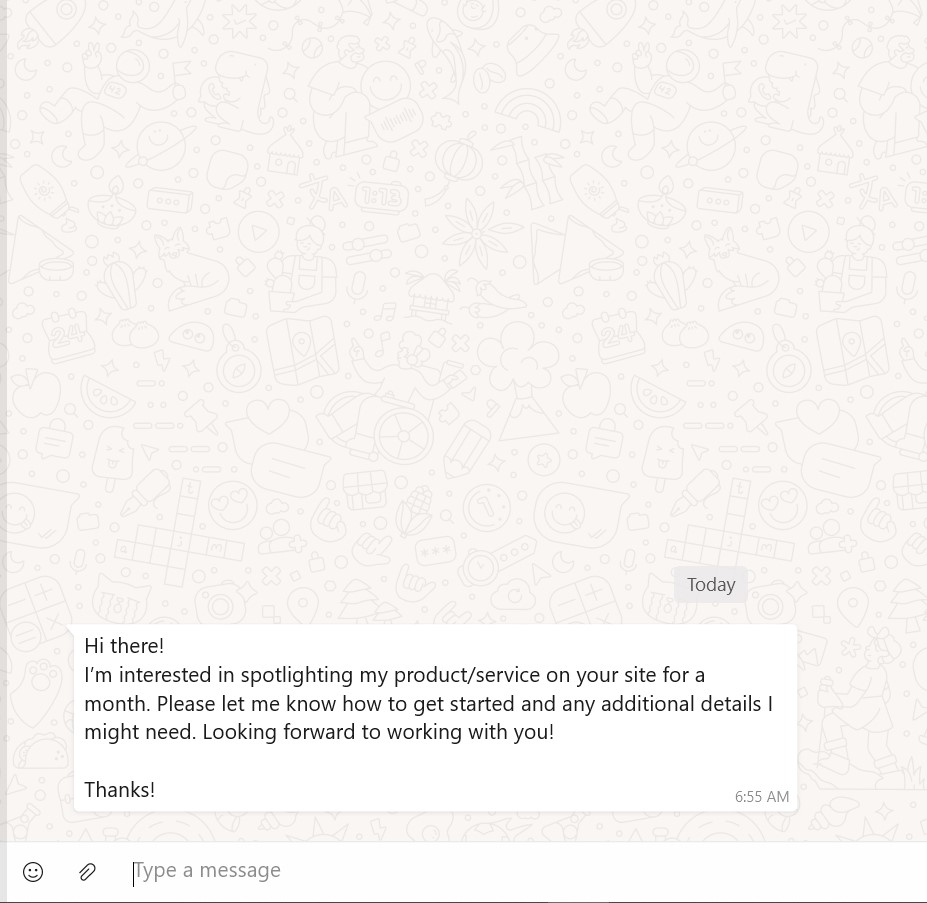 Today
Hi there!
I'm interested in spotlighting my product/service on your site for a
month. Please let me know how to get started and any additional details I
might need. Looking forward to working with you!
Thanks!
6:55 AM
Type a message